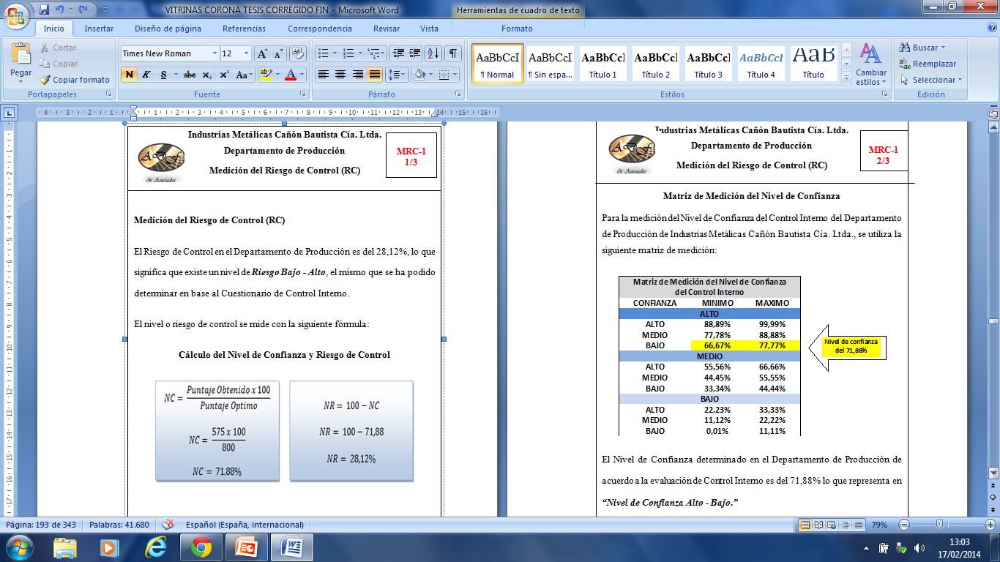 VITRINAS CORONA TESIS CORREGIDO FIN - Microsoft Word
Herramientas de cuadro de texto
Inicio
Insertar
Diseño de página
Referencias
Correspondencia
Revisar
Vista
Formato
Pegar
Cortar
Copiar
Copiar formato
Portapapeles
Times New Roman
12
Fuente
Párrafo
AaBbCcI
¶ Normal
AaBbCcI
¶ Sin espa...
AaBbCcI
Título 1
AaBbCcI
Título 2
AaBbCcI
Título 3
AaBbCcI
Título 4
AaB
Título
Cambiar estilos
Estilos
Buscar
Reemplazar
Seleccionar
Edición
Industrias Metálicas Cañón Bautista Cía. Ltda.
Departamento de Producción
Medición del Riesgo de Control (RC)
MRC-1
1/3
& Asociados
Medición del Riesgo de Control (RC)
El Riesgo de Control en el Departamento de Producción es del 28,12%, lo que
significa que existe un nivel de Riesgo Bajo - Alto, el mismo que se ha podido
determinar en base al Cuestionario de Control Interno.
El nivel o riesgo de control se mide con la siguiente fórmula:
Cálculo del Nivel de Confianza y Riesgo de Control
NC = Puntaje Obtenido x 100 / Puntaje Optimo
NC = 575 x 100 / 800
NC = 71,88%
NR = 100 − NC
NR = 100 − 71,88
NR = 28,12%
Industrias Metálicas Cañón Bautista Cía. Ltda.
Departamento de Producción
Medición del Riesgo de Control (RC)
MRC-1
2/3
& Asociados
Matriz de Medición del Nivel de Confianza
Para la medición del Nivel de Confianza del Control Interno del Departamento
de Producción de Industrias Metálicas Cañón Bautista Cía. Ltda., se utiliza la
siguiente matriz de medición:
Matriz de Medición del Nivel de Confianza
del Control Interno
CONFIANZA MINIMO MAXIMO
ALTO
ALTO 88,89% 99,99%
MEDIO 77,78% 88,88%
BAJO 66,67% 77,77%
MEDIO
ALTO 55,56% 66,66%
MEDIO 44,45% 55,55%
BAJO 33,34% 44,44%
BAJO
ALTO 22,23% 33,33%
MEDIO 11,12% 22,22%
BAJO 0,01% 11,11%
Nivel de confianza
del 71,88%
El Nivel de Confianza determinado en el Departamento de Producción de
acuerdo a la evaluación de Control Interno es del 71,88% lo que representa en
“Nivel de Confianza Alto - Bajo.”
Página: 193 de 343
Palabras: 41.680
Español (España, internacional)
79%
13:03
17/02/2014